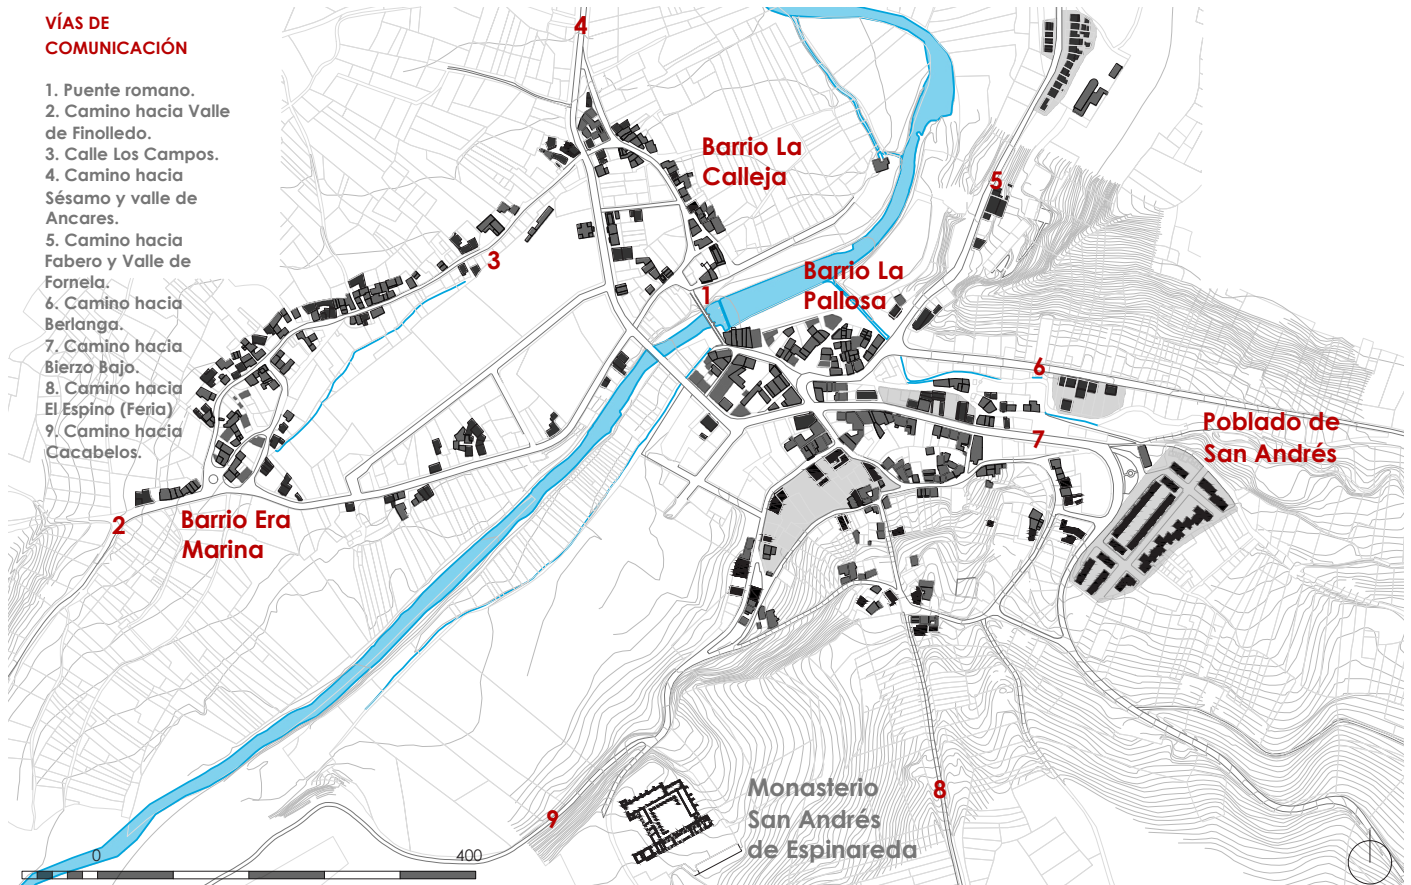 VÍAS DE
COMUNICACIÓN
1. Puente romano.
2. Camino hacia Valle
de Finolledo.
3. Calle Los Campos.
4. Camino hacia
Sésamo y valle de
Ancares.
5. Camino hacia
Fabero y Valle de
Fornela.
6. Camino hacia
Berlanga.
7. Camino hacia
Bierzo Bajo.
8. Camino hacia
El Espino (Feria)
9. Camino hacia
Cacabelos.
4
Barrio La
Calleja
5
3
Barrio La
Pallosa
1
6
Poblado de
San Andrés
7
Barrio Era
Marina
2
Monasterio
San Andrés
de Espinareda
8
9
0
400